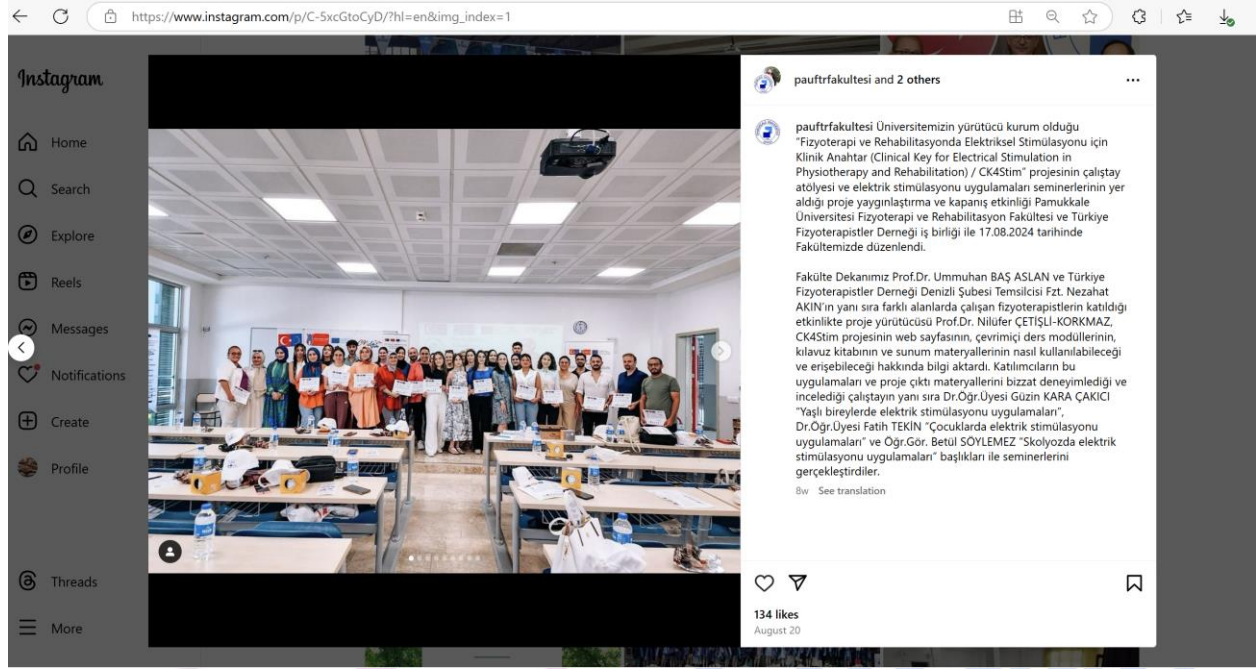 https://www.instagram.com/p/C-5xcGtoCyD/?hl=en&img_index=1
Instagram
Home
Search
Explore
Reels
Messages
Notifications
Create
Profile
Threads
More
pauftrfakultesi and 2 others
pauftrfakultesi Üniversitemizin yürütücü kurum olduğu
"Fizyoterapi ve Rehabilitasyonda Elektriksel Stimülasyonu için
Klinik Anahtar (Clinical Key for Electrical Stimulation in
Physiotherapy and Rehabilitation) / CK4Stim" projesinin çalıştay
atölyesi ve elektrik stimülasyonu uygulamaları seminerlerinin yer
aldığı proje yaygınlaştırma ve kapanış etkinliği Pamukkale
Üniversitesi Fizyoterapi ve Rehabilitasyon Fakültesi ve Türkiye
Fizyoterapistler Derneği iş birliği ile 17.08.2024 tarihinde
Fakültemizde düzenlendi.
Fakülte Dekanımız Prof.Dr. Ummuhan BAŞ ASLAN ve Türkiye
Fizyoterapistler Derneği Denizli Şubesi Temsilcisi Fzt. Nezahat
AKIN'ın yanı sıra farklı alanlarda çalışan fizyoterapistlerin katıldığı
etkinlikte proje yürütücüsü Prof.Dr. Nilüfer ÇETİŞLİ-KORKMAZ,
CK4Stim projesinin web sayfasının, çevrimiçi ders modüllerinin,
kılavuz kitabının ve sunum materyallerinin nasıl kullanılabileceği
ve erişebileceği hakkında bilgi aktardı. Katılımcıların bu
uygulamaları ve proje çıktı materyallerini bizzat deneyimlediği ve
incelediği çalıştayın yanı sıra Dr.Öğr.Üyesi Güzin KARA ÇAKICI
"Yaşlı bireylerde elektrik stimülasyonu uygulamaları",
Dr.Öğr.Üyesi Fatih TEKİN "Çocuklarda elektrik stimülasyonu
uygulamaları" ve Öğr.Gör. Betül SÖYLEMEZ "Skolyozda elektrik
stimülasyonu uygulamaları" başlıkları ile seminerlerini
gerçekleştirdiler.
8w See translation
134 likes
August 20